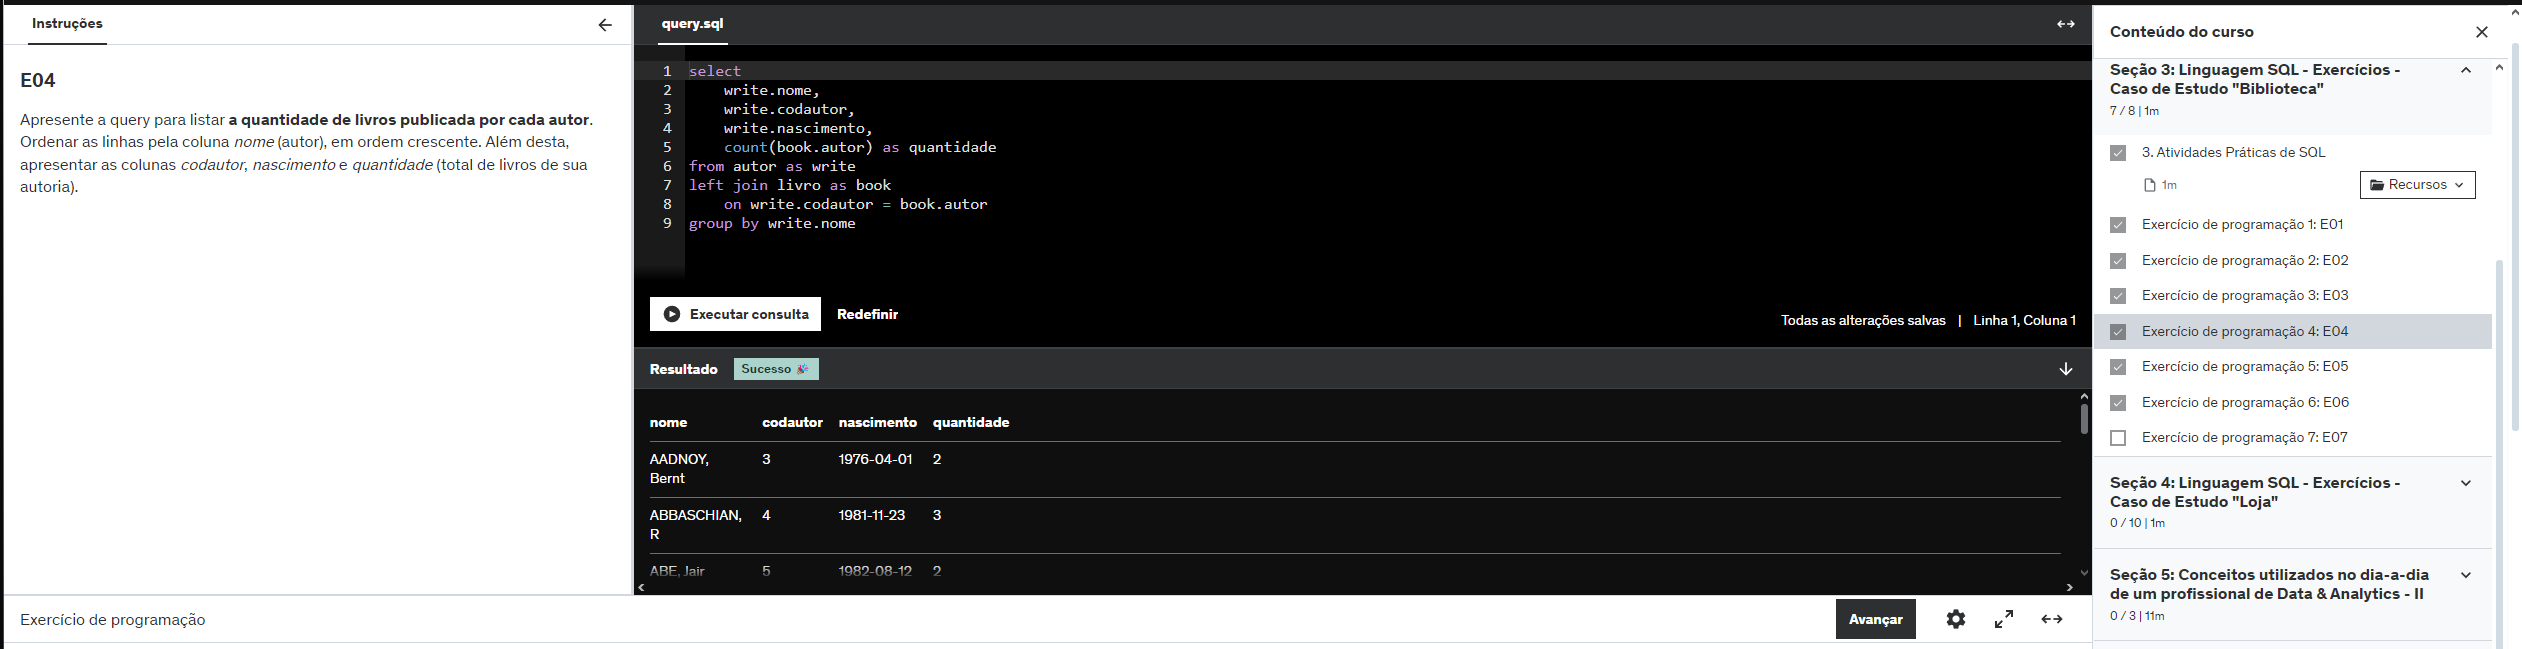 Instruções
E04
Apresente a query para listar a quantidade de livros publicada por cada autor.
Ordenar as linhas pela coluna nome (autor), em ordem crescente. Além desta,
apresentar as colunas codautor, nascimento e quantidade (total de livros de sua
autoria).
query.sql
1 select
2 write.nome,
3 write.codautor,
4 write.nascimento,
5 count(book.autor) as quantidade
6 from autor as write
7 left join livro as book
8 on write.codautor = book.autor
9 group by write.nome
Executar consulta Redefinir
Todas as alterações salvas | Linha 1, Coluna 1
Resultado Sucesso
nome codautor nascimento quantidade
AADNOY, 3 1976-04-01 2
Bernt
ABBASCHIAN, 4 1981-11-23 3
R
ABE, Jair 5 1982-08-12 2
Exercício de programação
Avançar
Conteúdo do curso
Seção 3: Linguagem SQL - Exercícios -
Caso de Estudo "Biblioteca"
7 / 8 | 1m
3. Atividades Práticas de SQL
1m
Recursos
Exercício de programação 1: E01
Exercício de programação 2: E02
Exercício de programação 3: E03
Exercício de programação 4: E04
Exercício de programação 5: E05
Exercício de programação 6: E06
Exercício de programação 7: E07
Seção 4: Linguagem SQL - Exercícios -
Caso de Estudo "Loja"
0 / 10 | 1m
Seção 5: Conceitos utilizados no dia-a-dia
de um profissional de Data & Analytics - II
0 / 3 | 11m